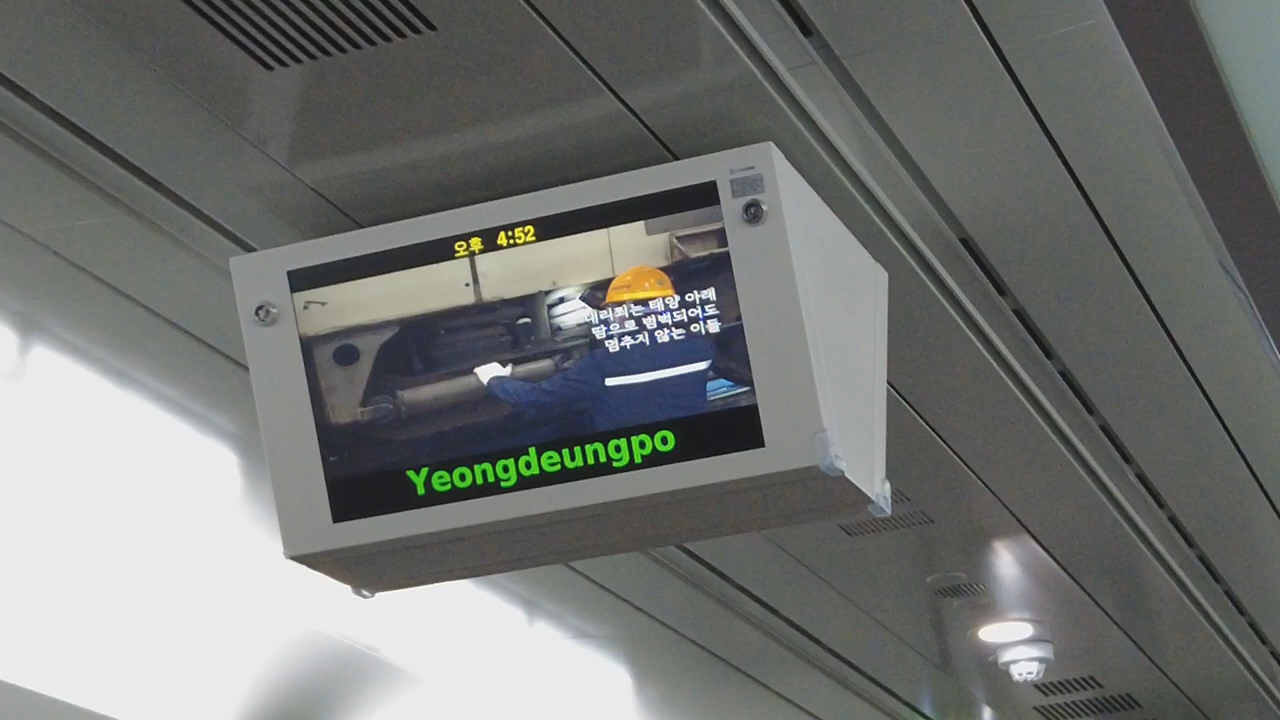 오후 4:52
내리쬐는 태양 아래
땀으로 범벅되어도
멈추지 않는 이들
Yeongdeungpo